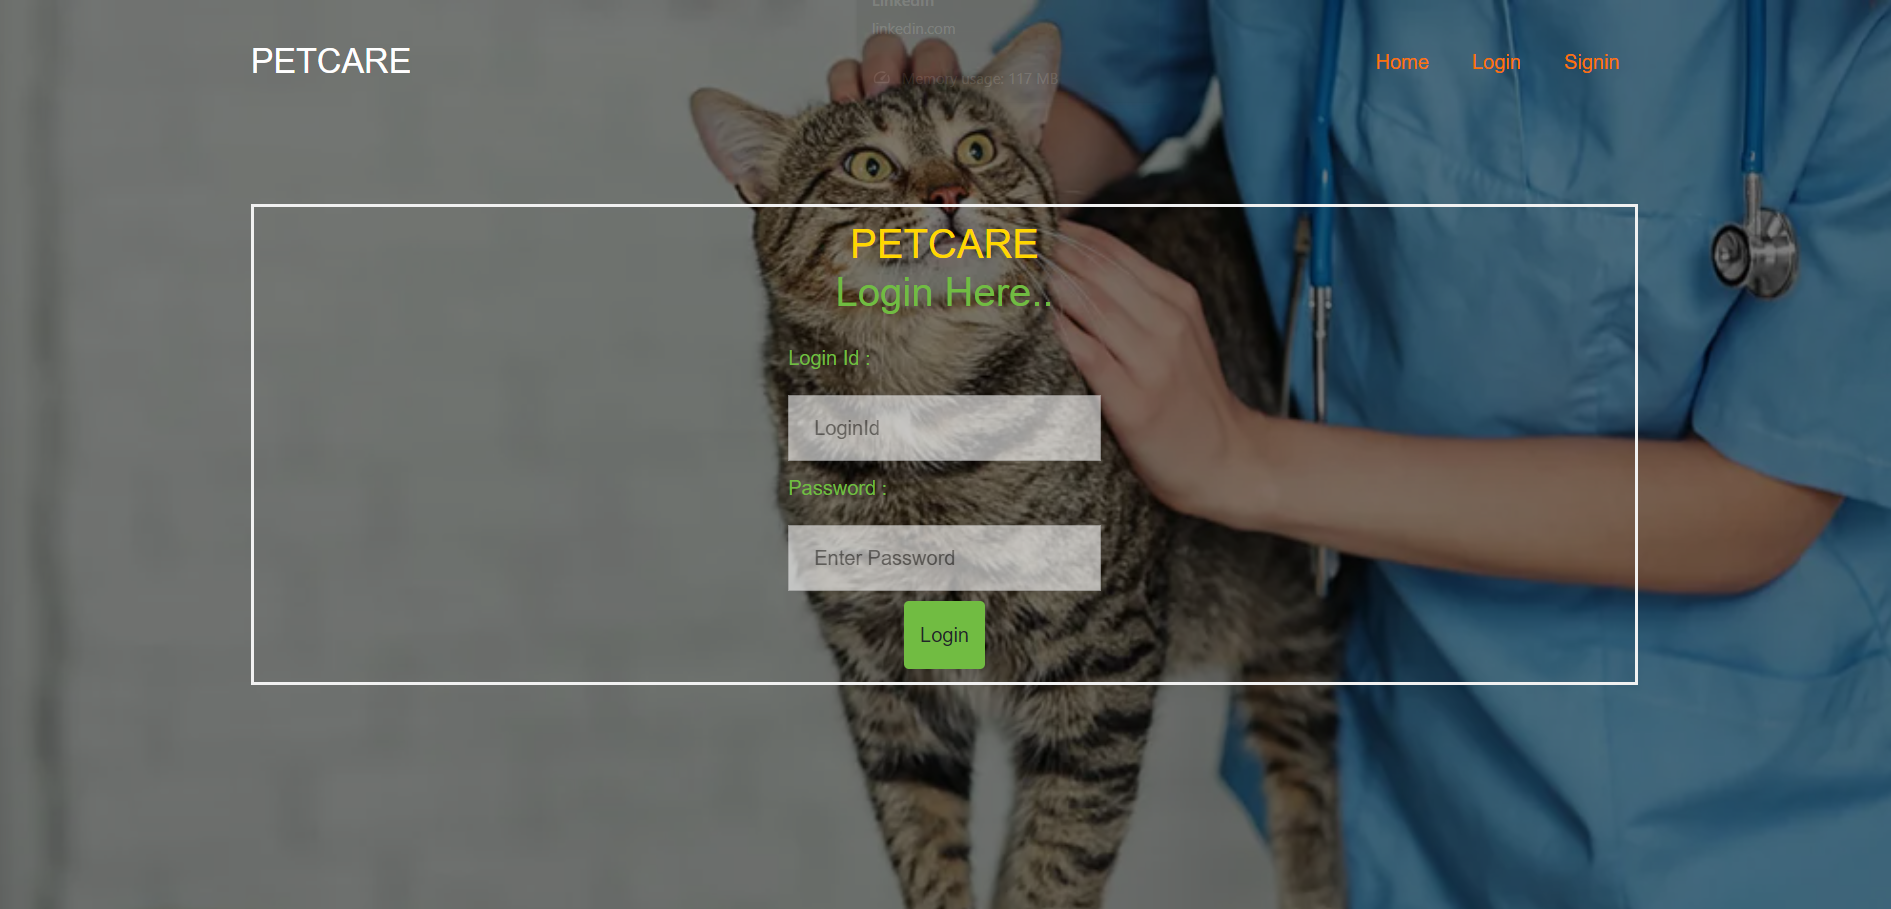 LinkedIn
linkedin.com
Memory usage: 117 MB
PETCARE
Home Login Signin
PETCARE
Login Here..
Login Id :
LoginId
Password :
Enter Password
Login